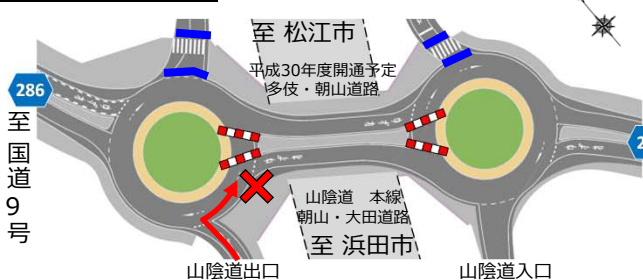 至 松江市
平成30年度開通予定
多伎・朝山道路
286
至
国
道
9
号
2
山陰道 本線
朝山・大田道路
至 浜田市
山陰道出口
山陰道入口